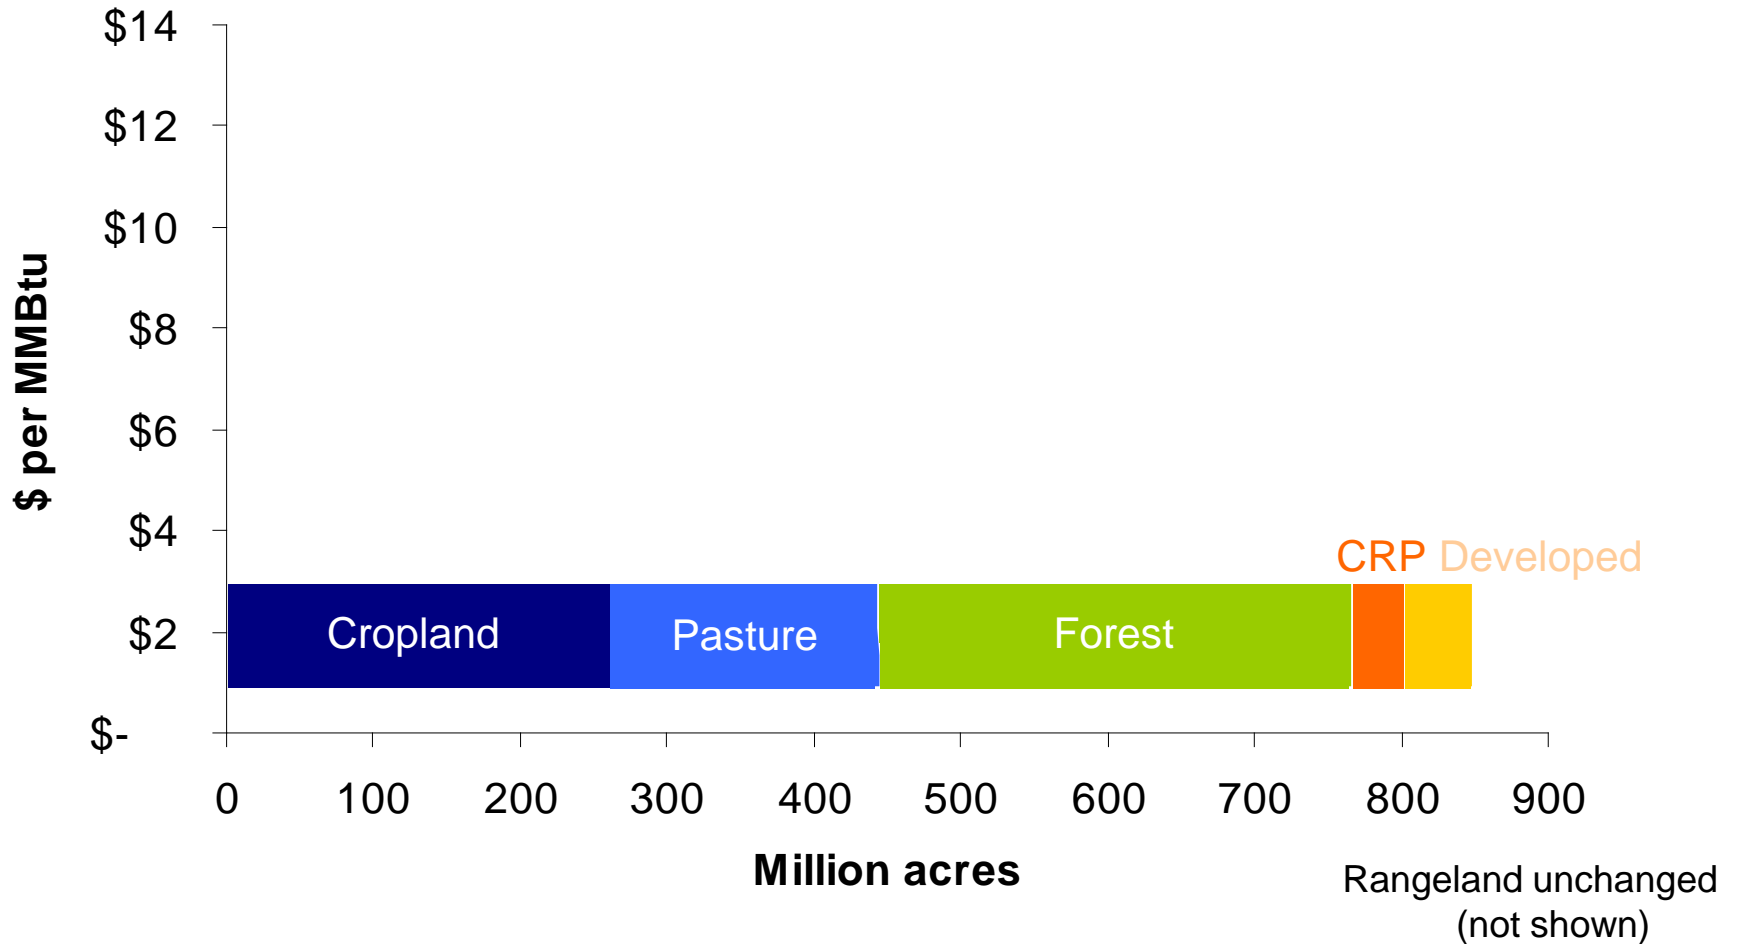 $14
$12
$10
$8
$6
$4
$2
$-
$ per MMBtu
CRP Developed
Cropland
Pasture
Forest
0 100 200 300 400 500 600 700 800 900
Million acres
Rangeland unchanged
(not shown)